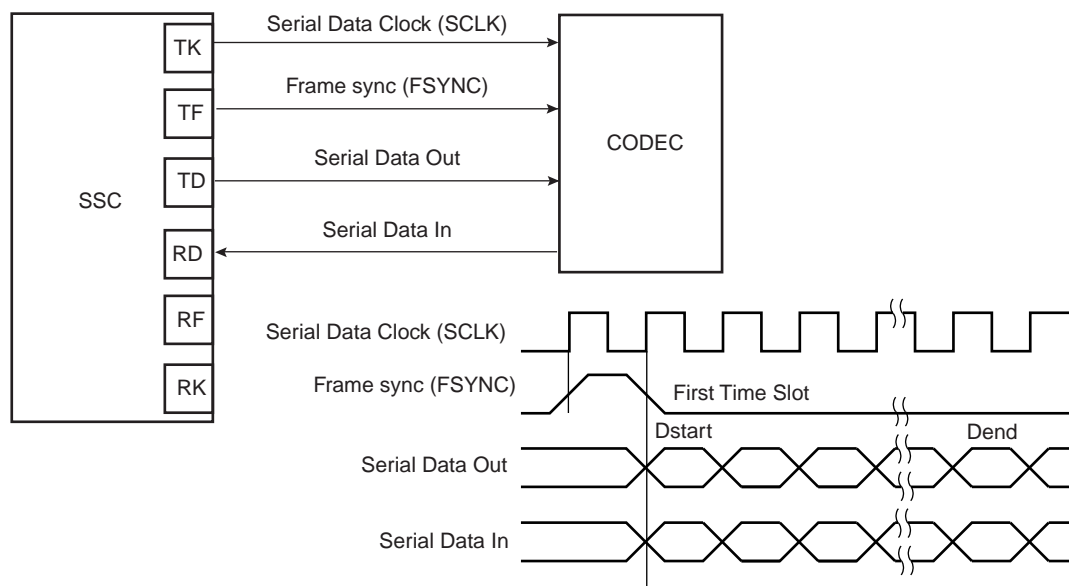 SSC
TK
TF
TD
RD
RF
RK
Serial Data Clock (SCLK)
Frame sync (FSYNC)
Serial Data Out
Serial Data In
CODEC
Serial Data Clock (SCLK)
Frame sync (FSYNC)
First Time Slot
Dstart
Dend
Serial Data Out
Serial Data In